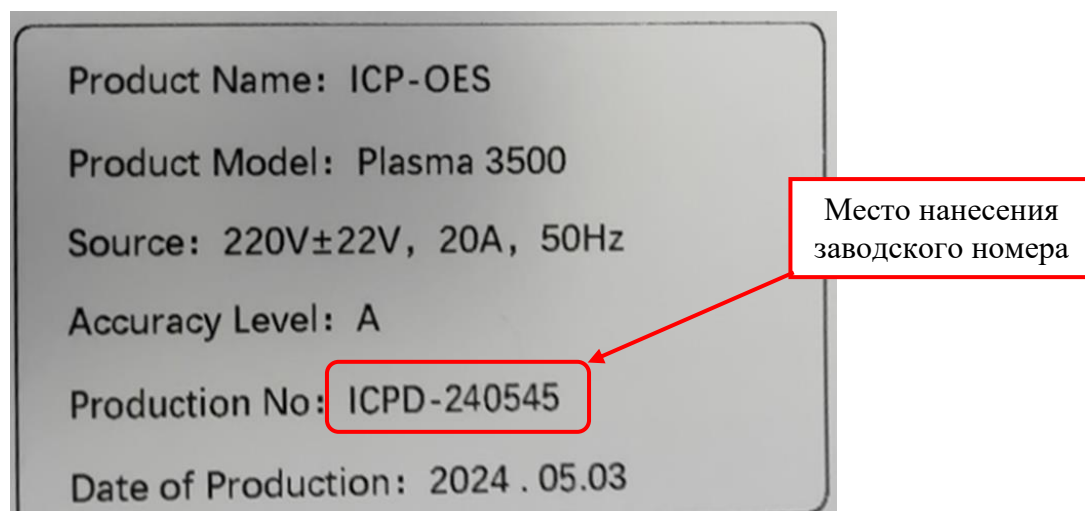 Product Name: ICP-OES
Product Model: Plasma 3500
Source: 220V±22V, 20A, 50Hz
Accuracy Level: A
Production No: ICPD-240545
Date of Production: 2024.05.03
Место нанесения
заводского номера